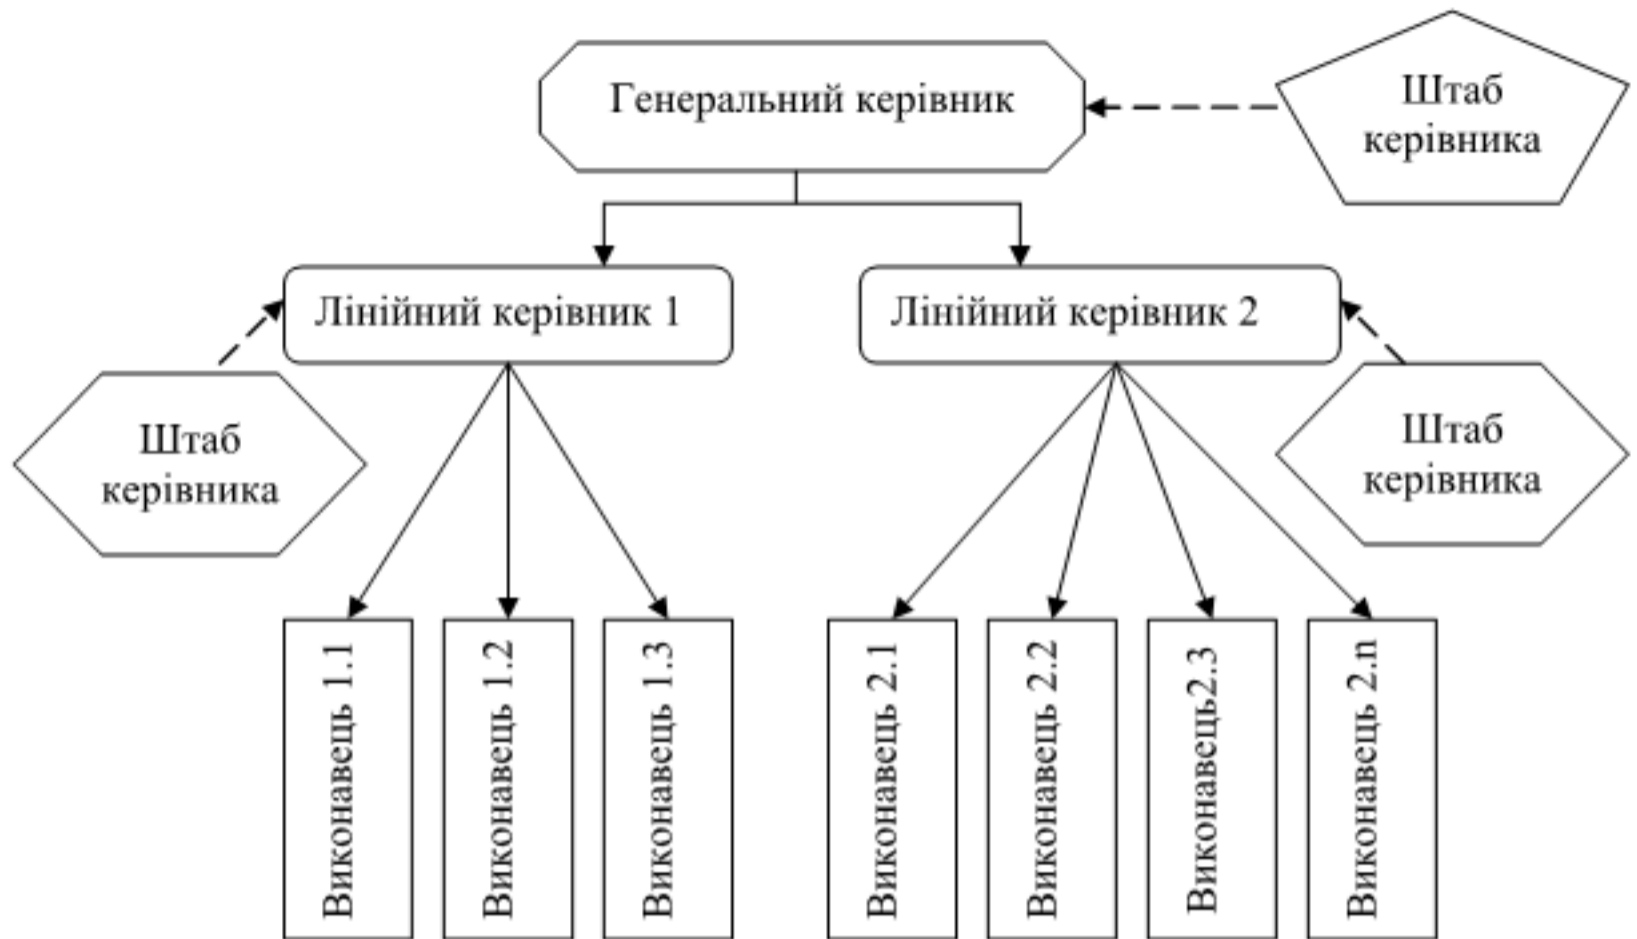 Генеральний керівник
Штаб
керівника
Лінійний керівник 1
Лінійний керівник 2
Штаб
керівника
Штаб
керівника
Виконавець 1.1
Виконавець 1.2
Виконавець 1.3
Виконавець 2.1
Виконавець 2.2
Виконавець2.3
Виконавець 2.n